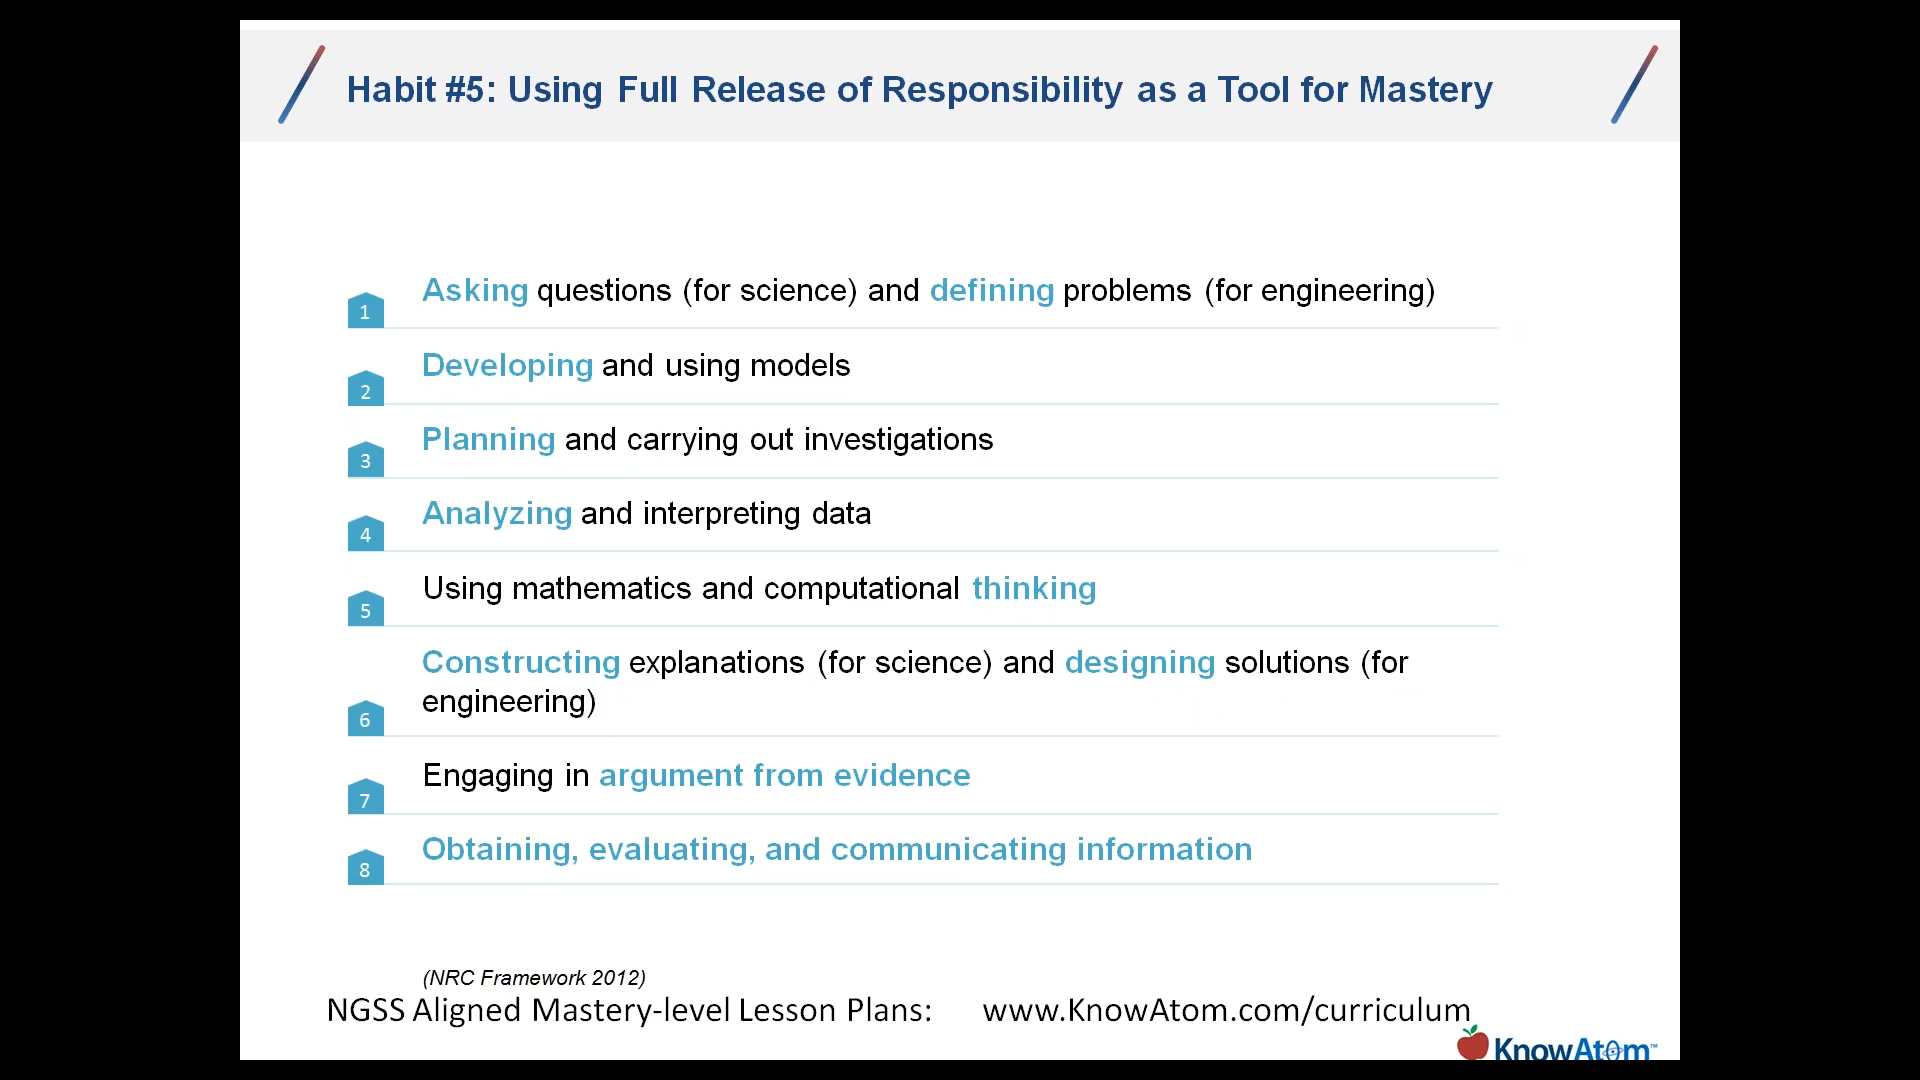 Habit #5: Using Full Release of Responsibility as a Tool for Mastery
1 Asking questions (for science) and defining problems (for engineering)
2 Developing and using models
3 Planning and carrying out investigations
4 Analyzing and interpreting data
5 Using mathematics and computational thinking
Constructing explanations (for science) and designing solutions (for
6 engineering)
7 Engaging in argument from evidence
8 Obtaining, evaluating, and communicating information
(NRC Framework 2012)
NGSS Aligned Mastery-level Lesson Plans: www.KnowAtom.com/curriculum
KnowAtom™